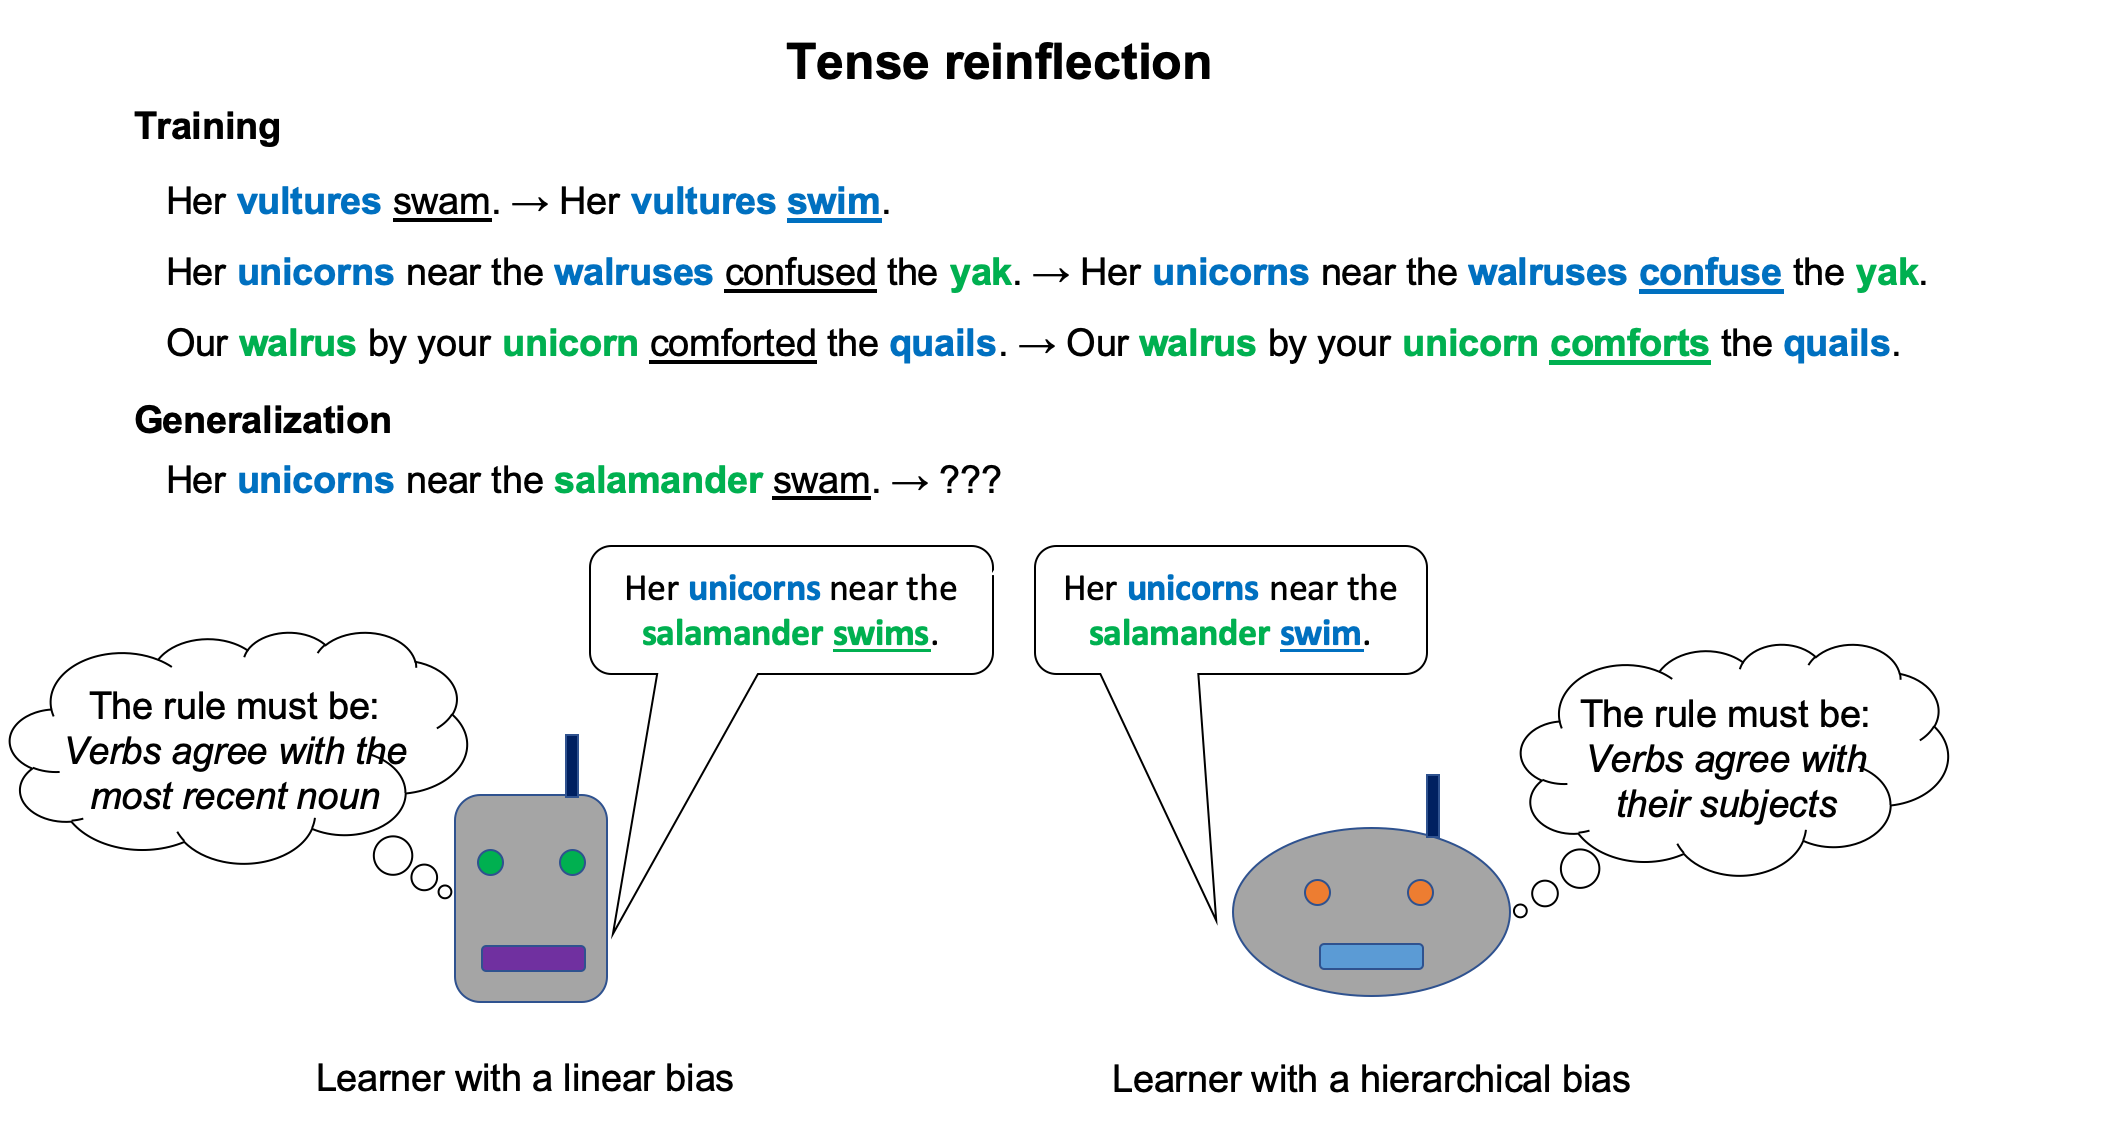 Tense reinflection
Training
Her vultures swam. → Her vultures swim.
Her unicorns near the walruses confused the yak. → Her unicorns near the walruses confuse the yak.
Our walrus by your unicorn comforted the quails. → Our walrus by your unicorn comforts the quails.
Generalization
Her unicorns near the salamander swam. → ???
Her unicorns near the
salamander swims.
Her unicorns near the
salamander swim.
The rule must be:
Verbs agree with the
most recent noun
The rule must be:
Verbs agree with
their subjects
Learner with a linear bias
Learner with a hierarchical bias